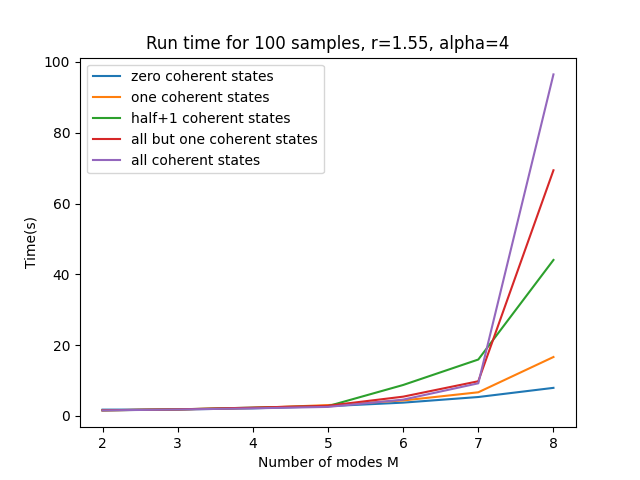 Run time for 100 samples, r=1.55, alpha=4
zero coherent states
one coherent states
half+1 coherent states
all but one coherent states
all coherent states
Time(s)
100
80
60
40
20
0
2 3 4 5 6 7 8
Number of modes M